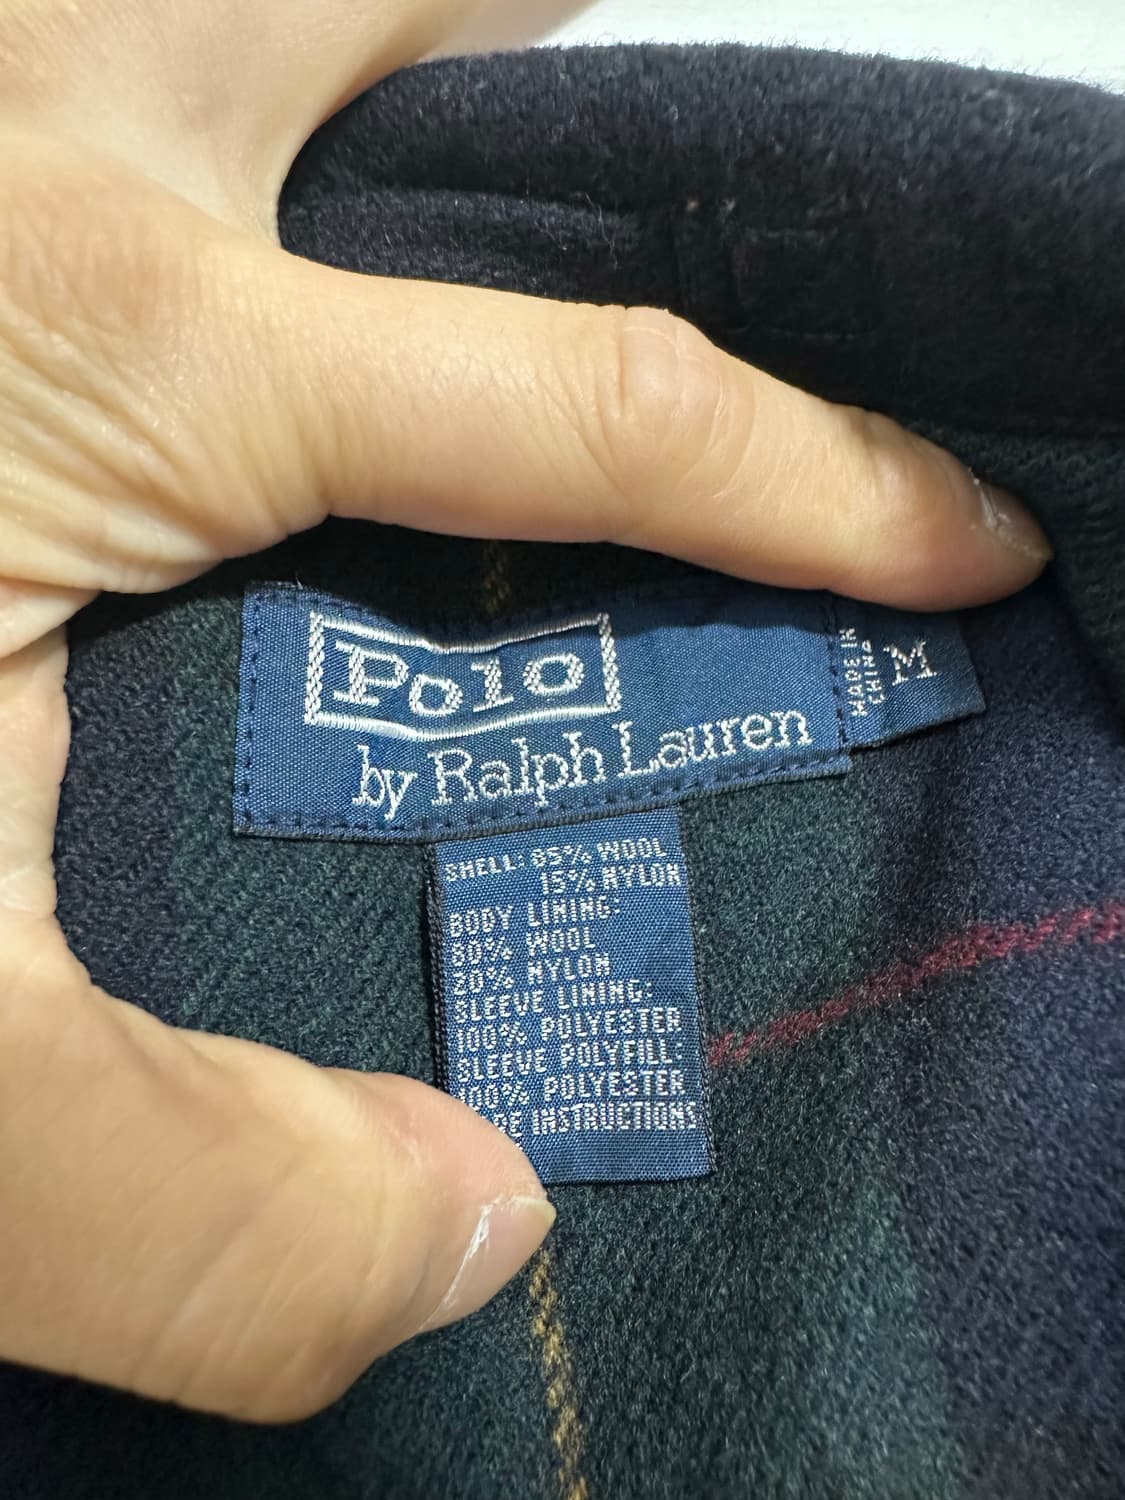 Polo
by Ralph Lauren
MADE IN
CHINA
M
SHELL: 85% WOOL
15% NYLON
BODY LINING:
80% WOOL
20% NYLON
SLEEVE LINING:
100% POLYESTER
SLEEVE POLYFILL:
100% POLYESTER
INSTRUCTIONS